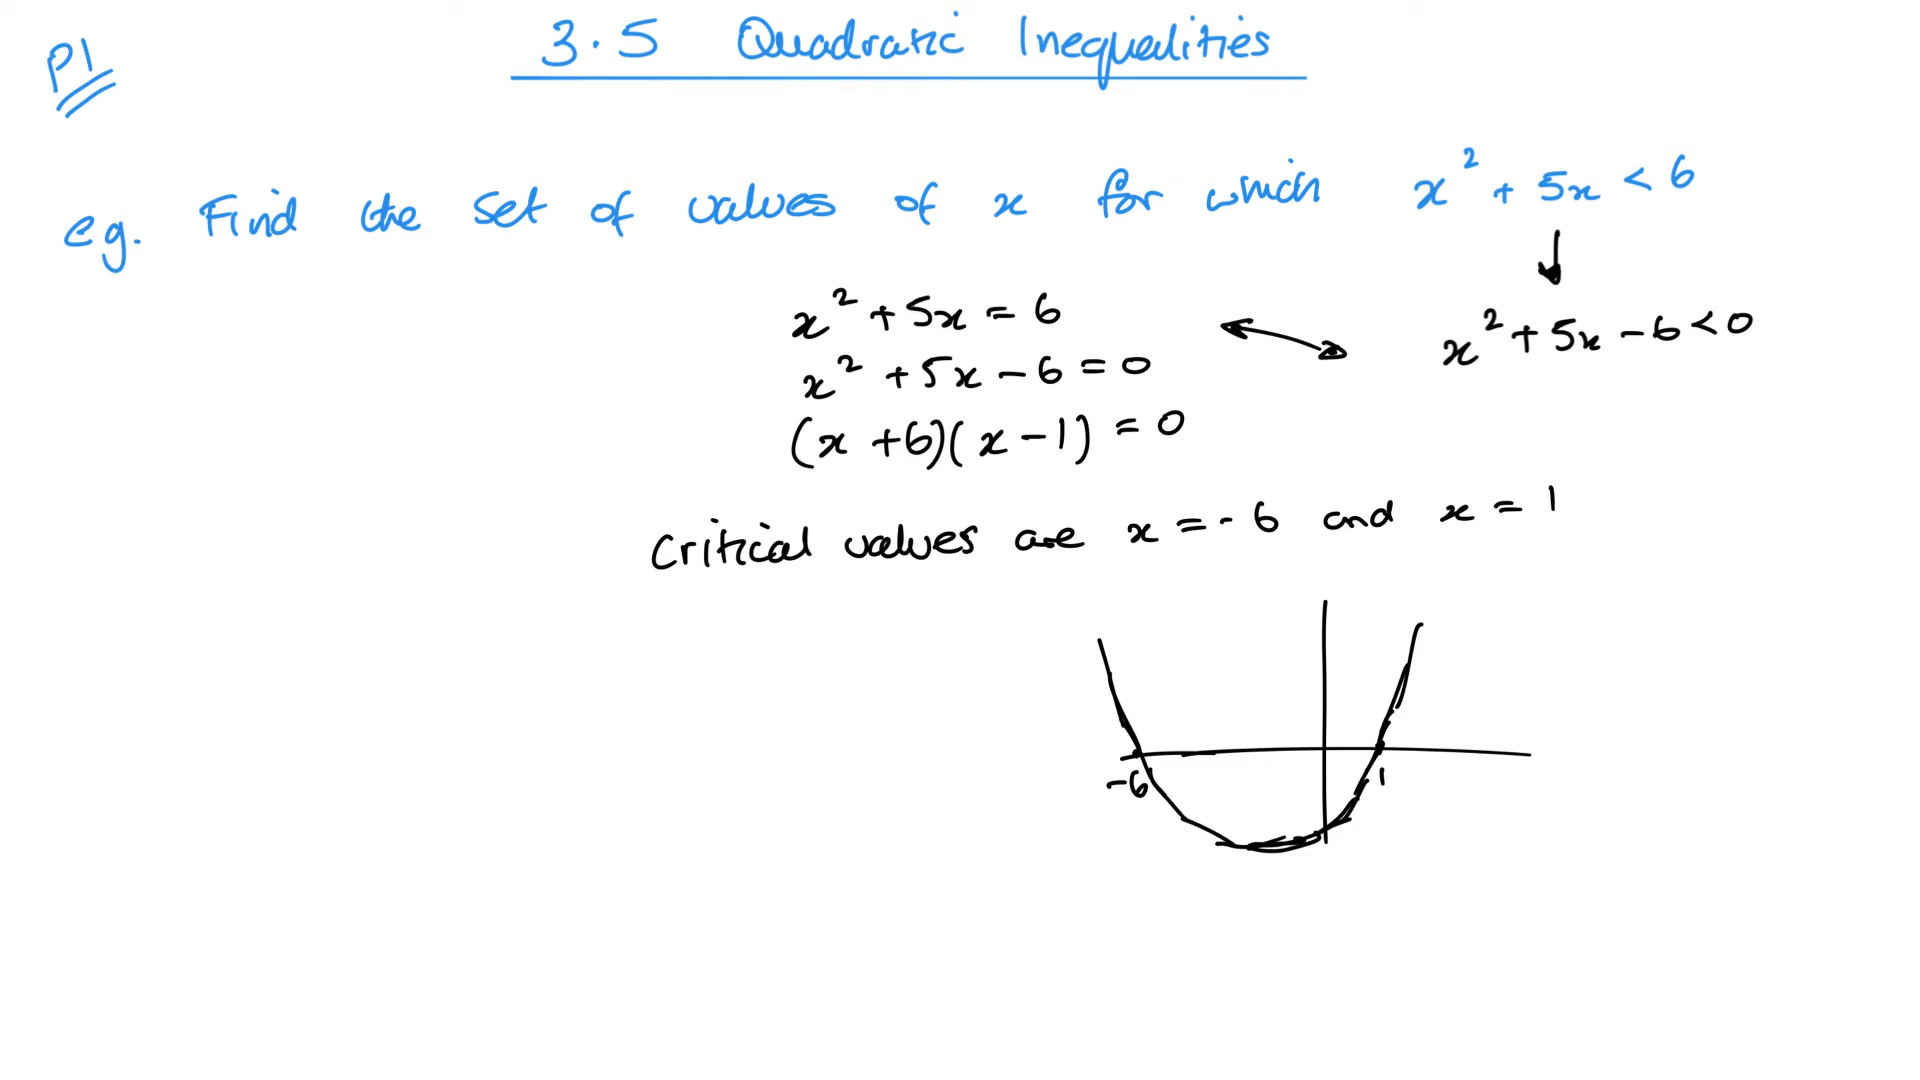 P1
3.5 Quadratic Inequalities
eg. Find the set of values of x for which x² + 5x < 6
x² + 5x = 6
x² + 5x - 6 < 0
x² + 5x - 6 = 0
(x + 6)(x - 1) = 0
Critical values are x = -6 and x = 1
-6 1